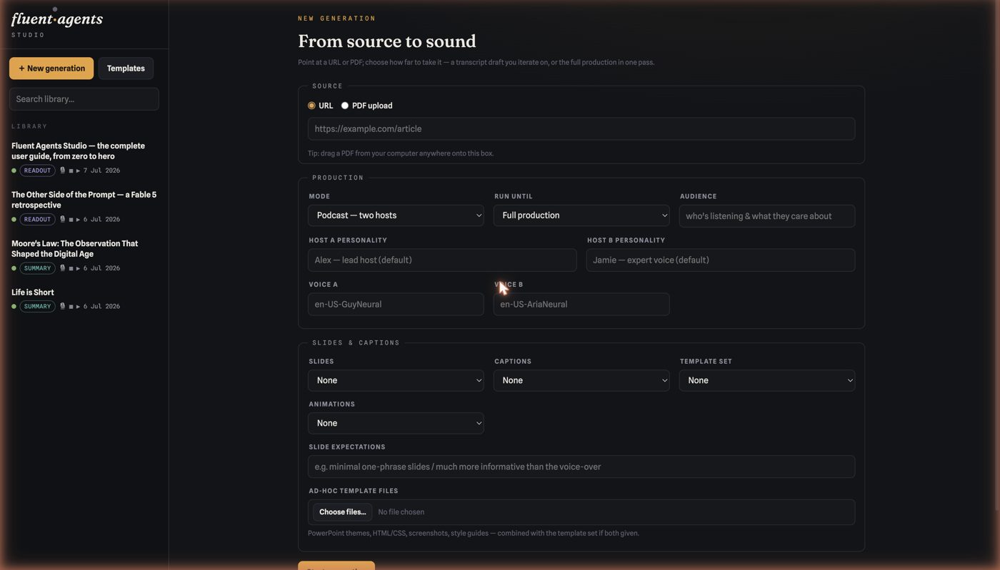 fluent·agents
STUDIO
+ New generation
Templates
Search library...
LIBRARY
Fluent Agents Studio — the complete
user guide, from zero to hero
READOUT
7 Jul 2026
The Other Side of the Prompt — a Fable 5
retrospective
READOUT
6 Jul 2026
Moore's Law: The Observation That
Shaped the Digital Age
SUMMARY
6 Jul 2026
Life is Short
SUMMARY
6 Jul 2026
NEW GENERATION
From source to sound
Point at a URL or PDF; choose how far to take it — a transcript draft you iterate on, or the full production in one pass.
SOURCE
URL
PDF upload
https://example.com/article
Tip: drag a PDF from your computer anywhere onto this box.
PRODUCTION
MODE
RUN UNTIL
AUDIENCE
Podcast — two hosts
Full production
who's listening & what they care about
HOST A PERSONALITY
HOST B PERSONALITY
Alex — lead host (default)
Jamie — expert voice (default)
VOICE A
VOICE B
en-US-GuyNeural
en-US-AriaNeural
SLIDES & CAPTIONS
SLIDES
CAPTIONS
TEMPLATE SET
None
None
None
ANIMATIONS
None
SLIDE EXPECTATIONS
e.g. minimal one-phrase slides / much more informative than the voice-over
AD-HOC TEMPLATE FILES
Choose files...
No file chosen
PowerPoint themes, HTML/CSS, screenshots, style guides — combined with the template set if both given.